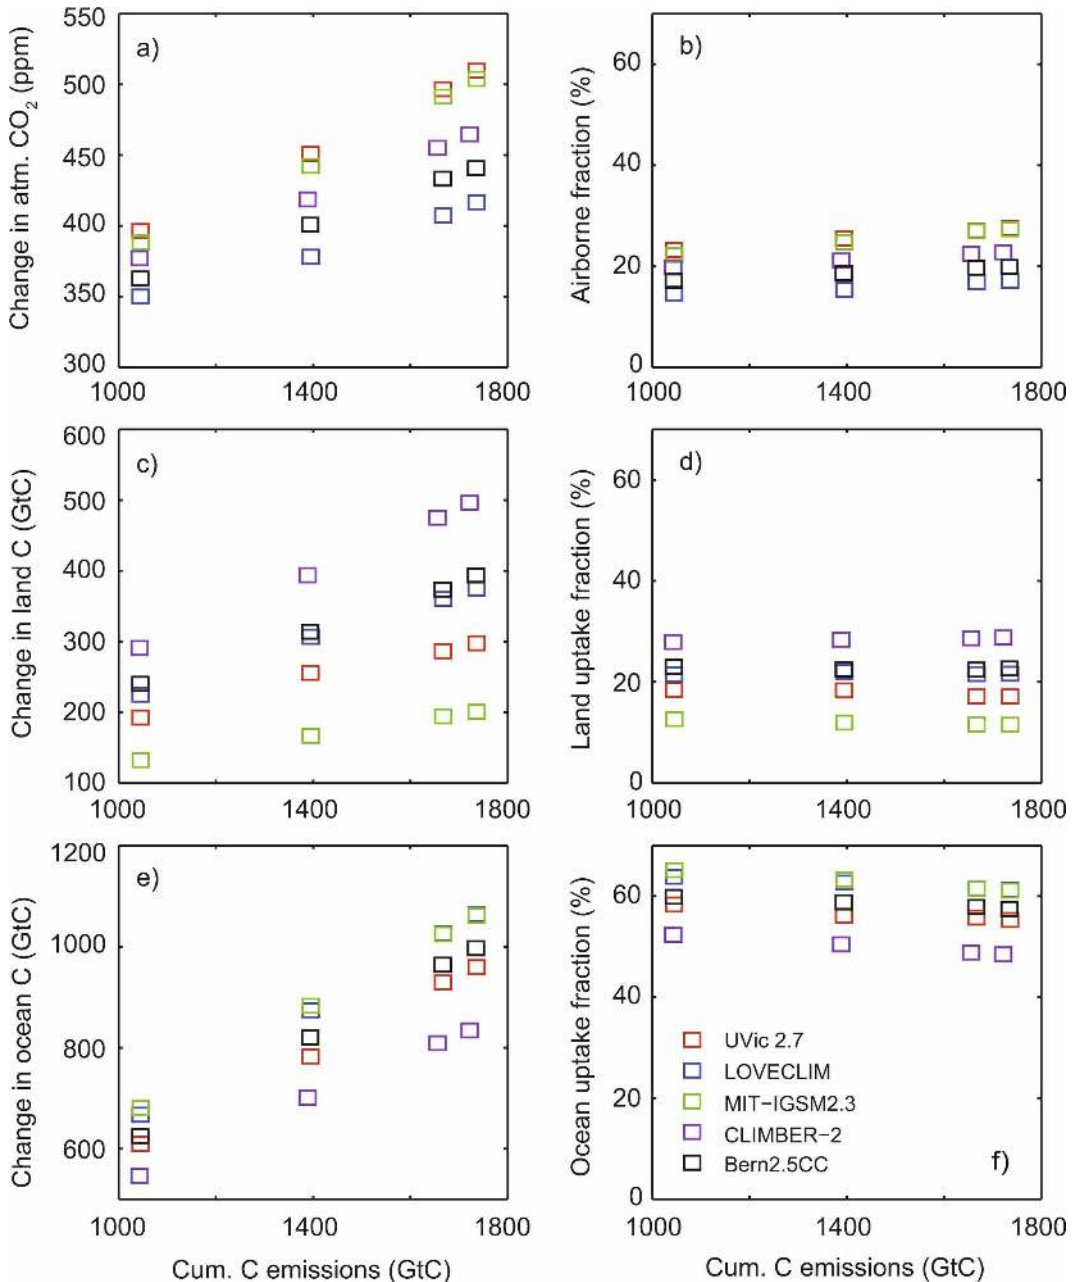 Change in atm. CO2 (ppm)
550
500
450
400
350
300
a)
1000
1400
1800
Airborne fraction (%)
60
40
20
0
b)
1000
1400
1800
Change in land C (GtC)
600
500
400
300
200
100
c)
1000
1400
1800
Land uptake fraction (%)
60
40
20
0
d)
1000
1400
1800
Change in ocean C (GtC)
1200
1000
800
600
e)
1000
1400
1800
Cum. C emissions (GtC)
Ocean uptake fraction (%)
60
40
20
0
UVic 2.7
LOVECLIM
MIT−IGSM2.3
CLIMBER−2
Bern2.5CC
f)
1000
1400
1800
Cum. C emissions (GtC)